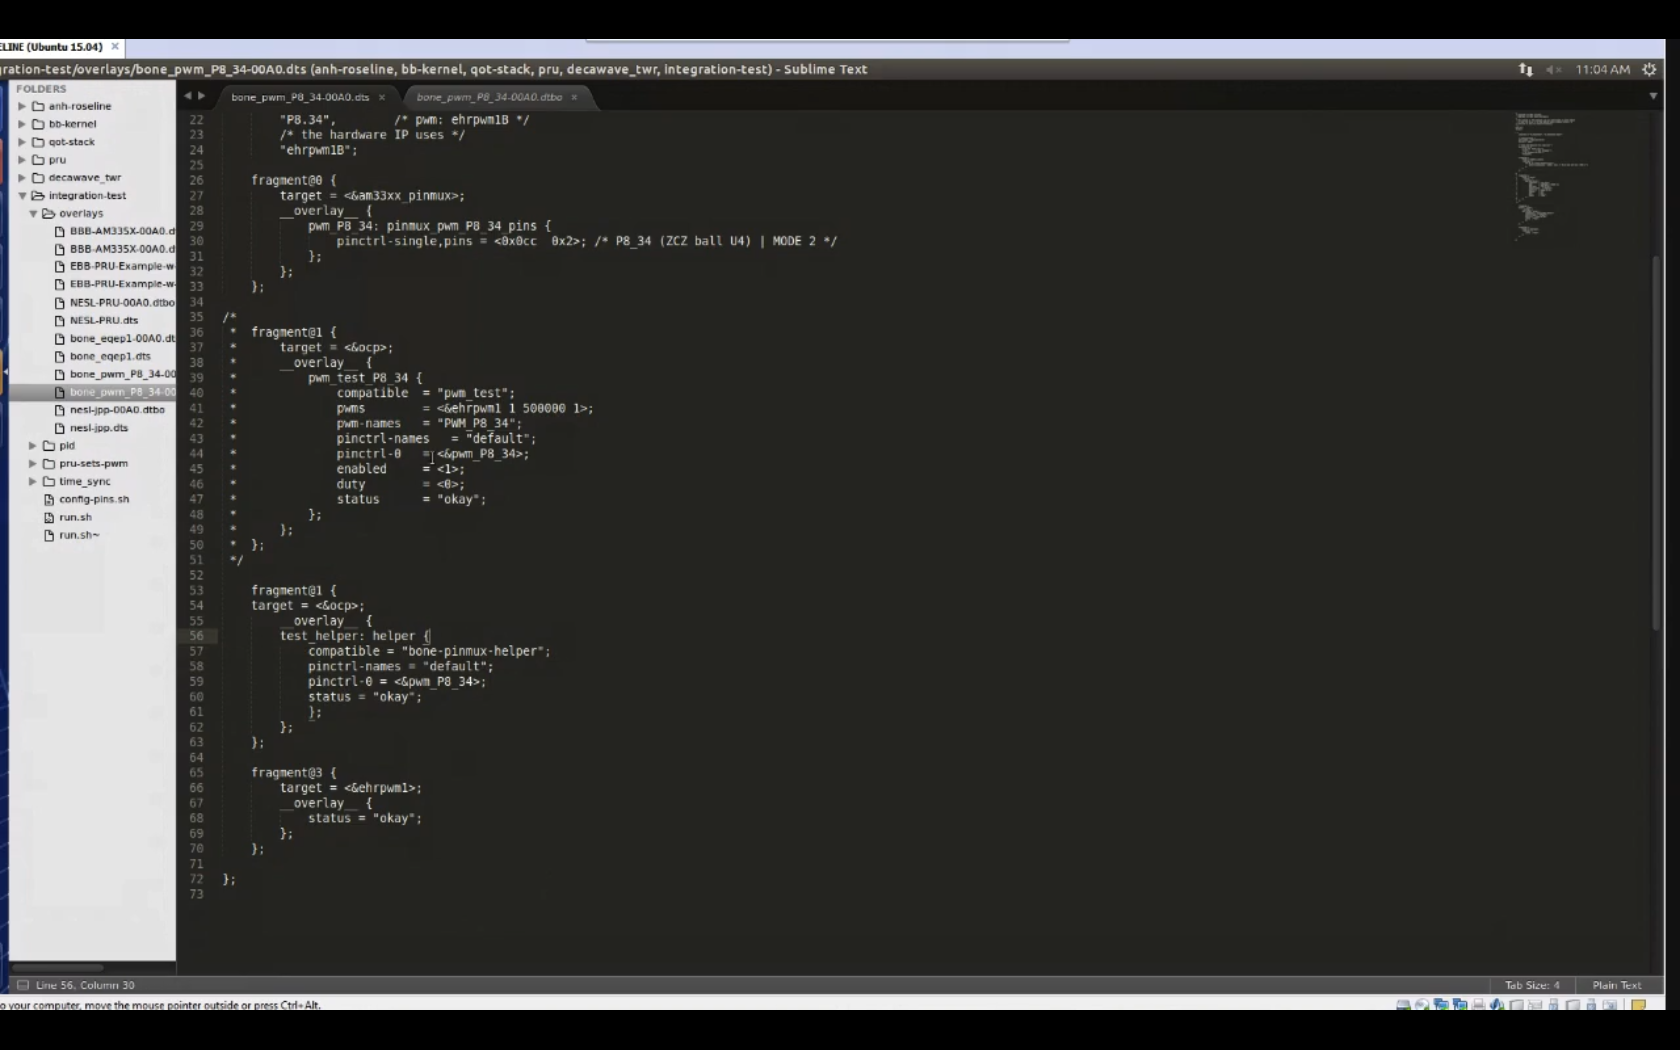 ELINE (Ubuntu 15.04) ×
ration-test/overlays/bone_pwm_P8_34-00A0.dts (anh-roseline, bb-kernel, qot-stack, pru, decawave_twr, integration-test) - Sublime Text
11:04 AM
FOLDERS
anh-roseline
bb-kernel
qot-stack
pru
decawave_twr
integration-test
overlays
BBB-AM335X-00A0.d
BBB-AM335X-00A0.d
EBB-PRU-Example-w
EBB-PRU-Example-w
NESL-PRU-00A0.dtbo
NESL-PRU.dts
bone_eqep1-00A0.dt
bone_eqep1.dts
bone_pwm_P8_34-00
bone_pwm_P8_34-00
nesl-jpp-00A0.dtbo
nesl-jpp.dts
pid
pru-sets-pwm
time_sync
config-pins.sh
run.sh
run.sh~
bone_pwm_P8_34-00A0.dts ×
bone_pwm_P8_34-00A0.dtbo ×
22 "P8.34", /* pwm: ehrpwm1B */
23 /* the hardware IP uses */
24 "ehrpwm1B";
25
26 fragment@0 {
27 target = <&am33xx_pinmux>;
28 __overlay__ {
29 pwm_P8_34: pinmux_pwm_P8_34_pins {
30 pinctrl-single,pins = <0x0cc 0x2>; /* P8_34 (ZCZ ball U4) | MODE 2 */
31 };
32 };
33 };
34
35 /*
36 * fragment@1 {
37 * target = <&ocp>;
38 * __overlay__ {
39 * pwm_test_P8_34 {
40 * compatible = "pwm_test";
41 * pwms = <&ehrpwm1 1 500000 1>;
42 * pwm-names = "PWM_P8_34";
43 * pinctrl-names = "default";
44 * pinctrl-0 = <&pwm_P8_34>;
45 * enabled = <1>;
46 * duty = <0>;
47 * status = "okay";
48 * };
49 * };
50 * };
51 */
52
53 fragment@1 {
54 target = <&ocp>;
55 __overlay__ {
56 test_helper: helper {
57 compatible = "bone-pinmux-helper";
58 pinctrl-names = "default";
59 pinctrl-0 = <&pwm_P8_34>;
60 status = "okay";
61 };
62 };
63 };
64
65 fragment@3 {
66 target = <&ehrpwm1>;
67 __overlay__ {
68 status = "okay";
69 };
70 };
71
72 };
73
Line 56, Column 30
Tab Size: 4
Plain Text
o your computer, move the mouse pointer outside or press Ctrl+Alt.